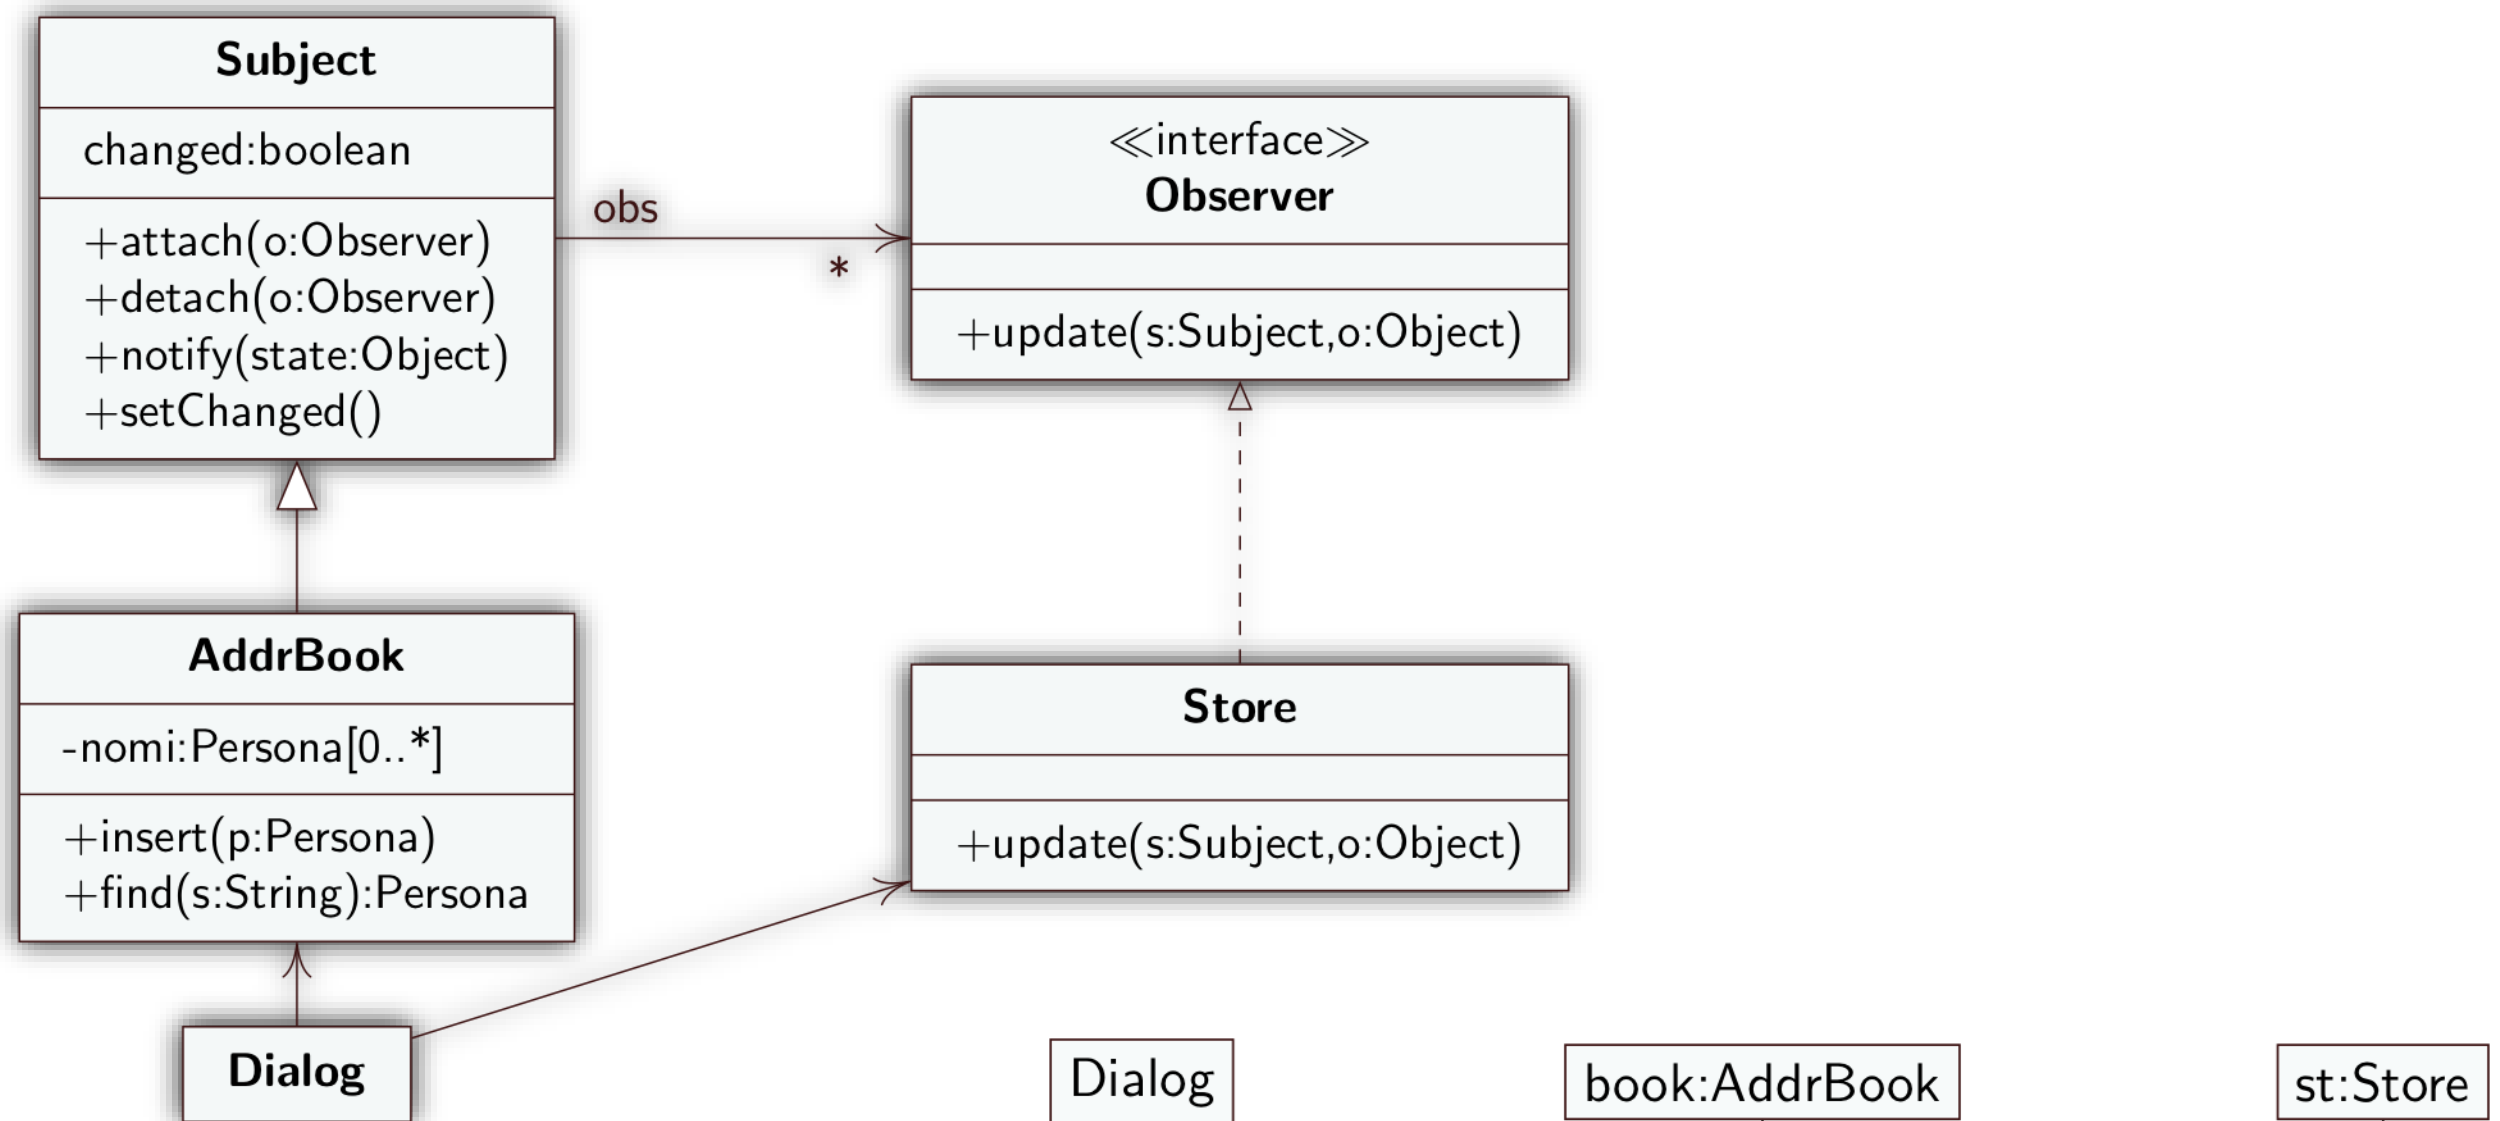 Subject
changed:boolean
+attach(o:Observer)
+detach(o:Observer)
+notify(state:Object)
+setChanged()
obs
*
≪interface≫
Observer
+update(s:Subject,o:Object)
AddrBook
-nomi:Persona[0..*]
+insert(p:Persona)
+find(s:String):Persona
Store
+update(s:Subject,o:Object)
Dialog
Dialog
book:AddrBook
st:Store